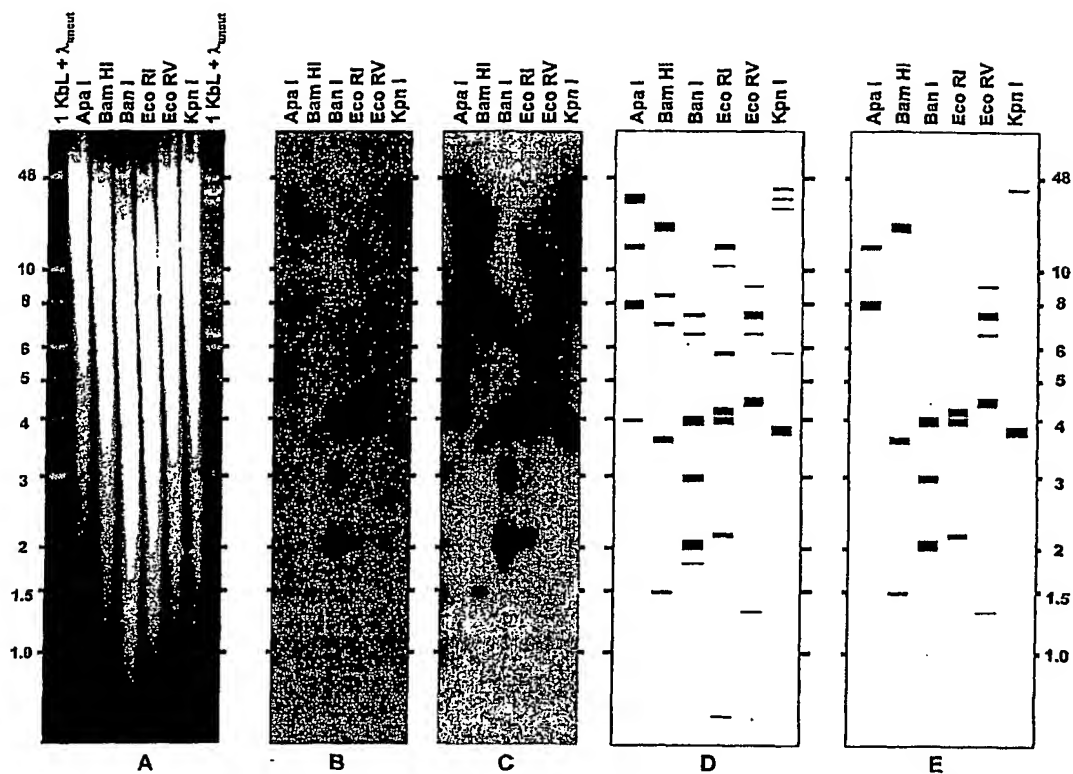 1 KbL + λuncut
Apa I
Bam HI
Ban I
Eco RI
Eco RV
Kpn I
1 KbL + λuncut
Apa I
Bam HI
Ban I
Eco RI
Eco RV
Kpn I
Apa I
Bam HI
Ban I
Eco RI
Eco RV
Kpn I
Apa I
Bam HI
Ban I
Eco RI
Eco RV
Kpn I
Apa I
Bam HI
Ban I
Eco RI
Eco RV
Kpn I
48
10
8
6
5
4
3
2
1.5
1.0
48
10
8
6
5
4
3
2
1.5
1.0
A
B
C
D
E